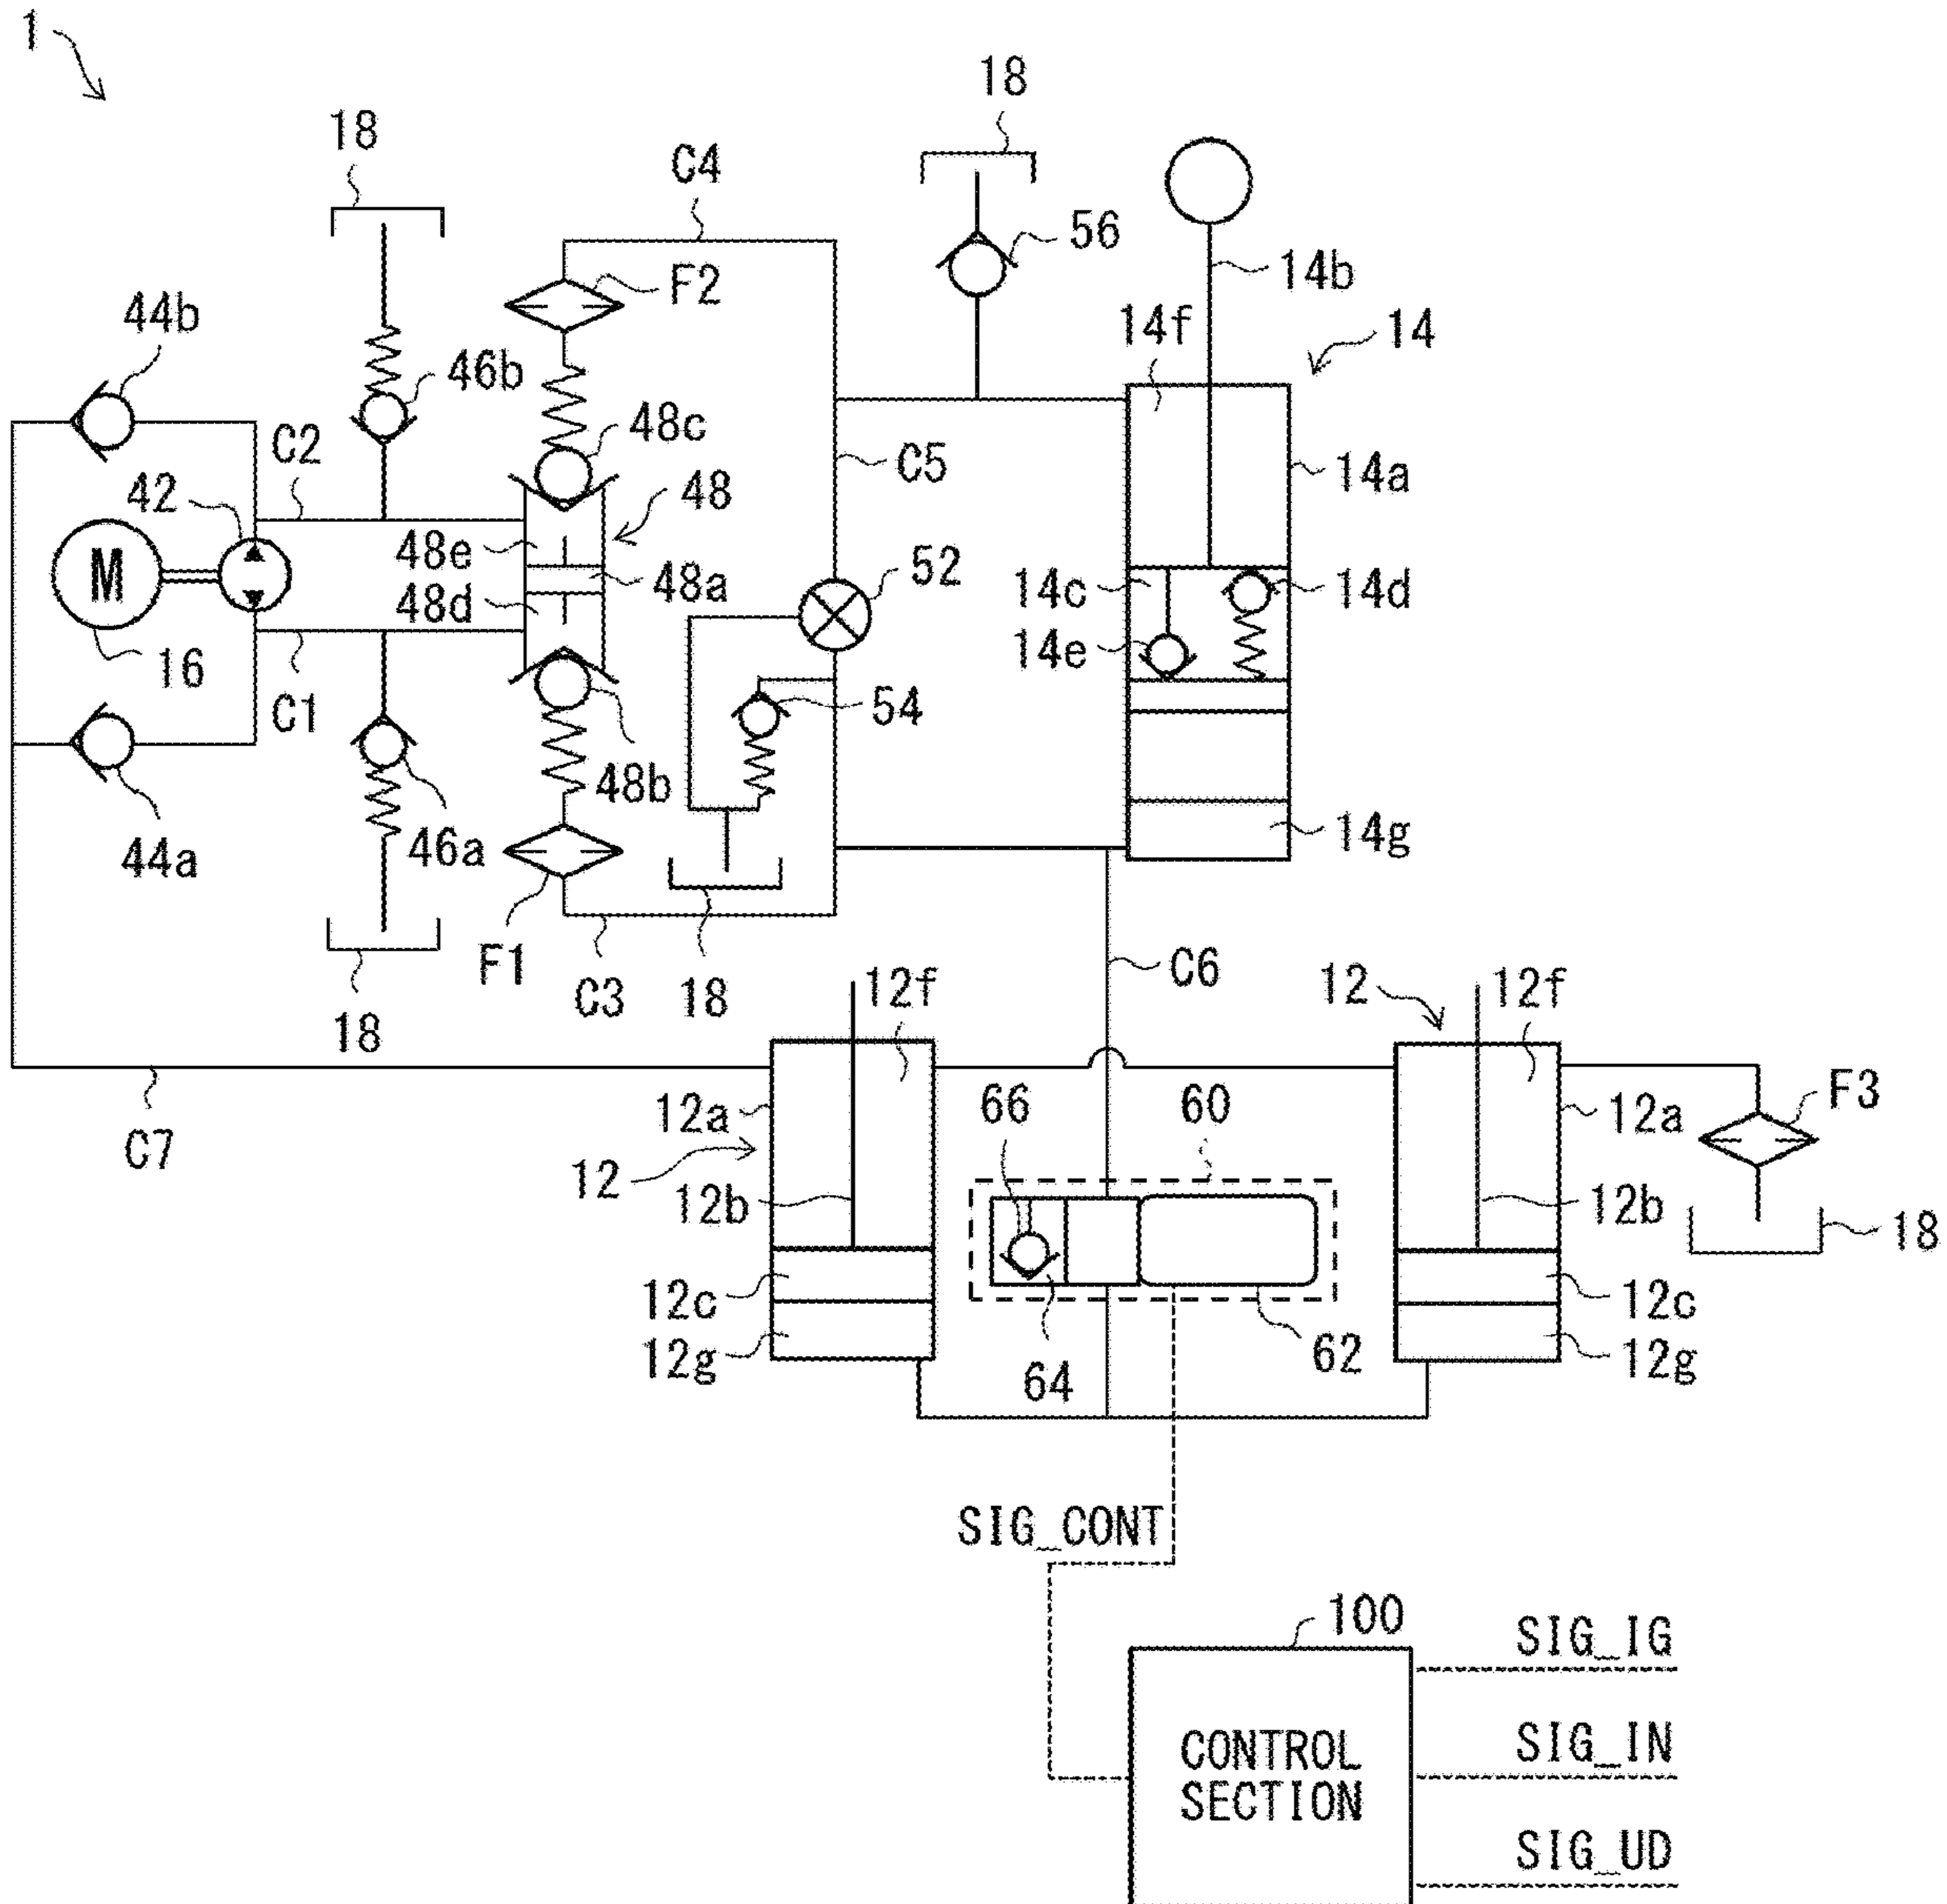 1
18
18
C4
56
14b
F2
44b
14f
14
46b
48c
C2
C5
14a
42
48
M
48e
52
48a
14c
14d
48d
14e
16
C1
54
48b
44a
46a
14g
F1
C3
18
C6
18
12f
12
12f
12a
66
60
12a
F3
C7
12
12b
12b
18
12c
12c
12g
64
62
12g
SIG_CONT
100
SIG_IG
CONTROL
SECTION
SIG_IN
SIG_UD